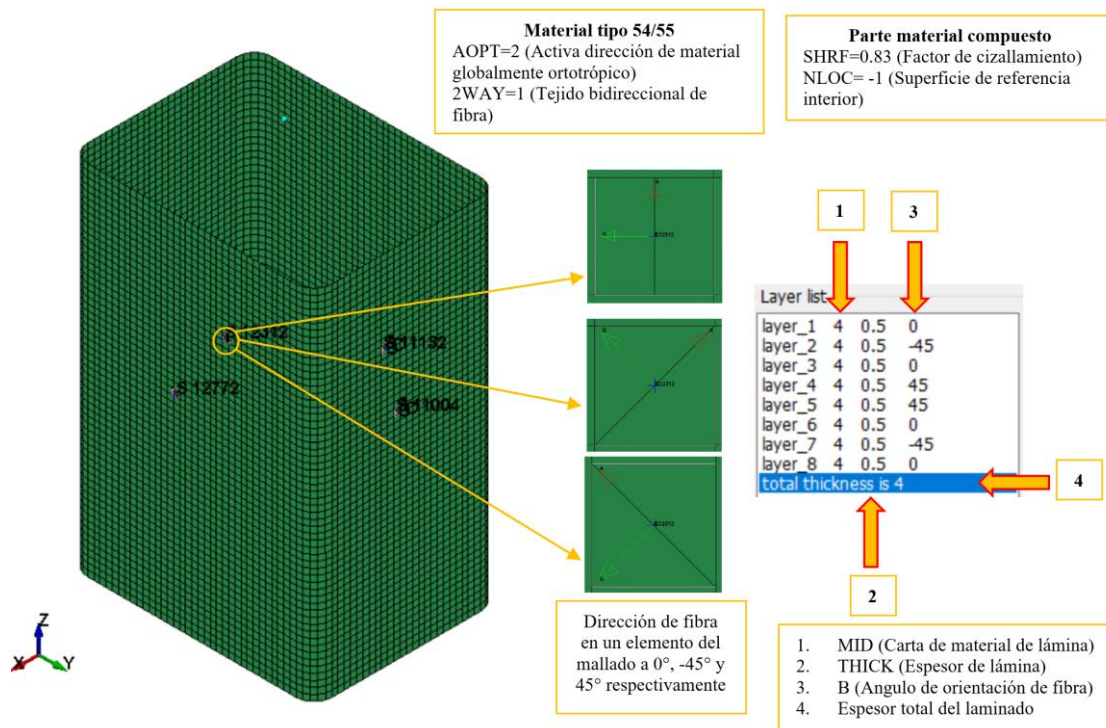 Material tipo 54/55
AOPT=2 (Activa dirección de material
globalmente ortotrópico)
2WAY=1 (Tejido bidireccional de
fibra)
Parte material compuesto
SHRF=0.83 (Factor de cizallamiento)
NLOC= -1 (Superficie de referencia
interior)
1
3
Layer list
layer_1 4 0.5 0
layer_2 4 0.5 -45
layer_3 4 0.5 0
layer_4 4 0.5 45
layer_5 4 0.5 45
layer_6 4 0.5 0
layer_7 4 0.5 -45
layer_8 4 0.5 0
total thickness is 4
4
2
S 12772
Z
X
Y
Dirección de fibra
en un elemento del
mallado a 0°, -45° y
45° respectivamente
1. MID (Carta de material de lámina)
2. THICK (Espesor de lámina)
3. B (Angulo de orientación de fibra)
4. Espesor total del laminado